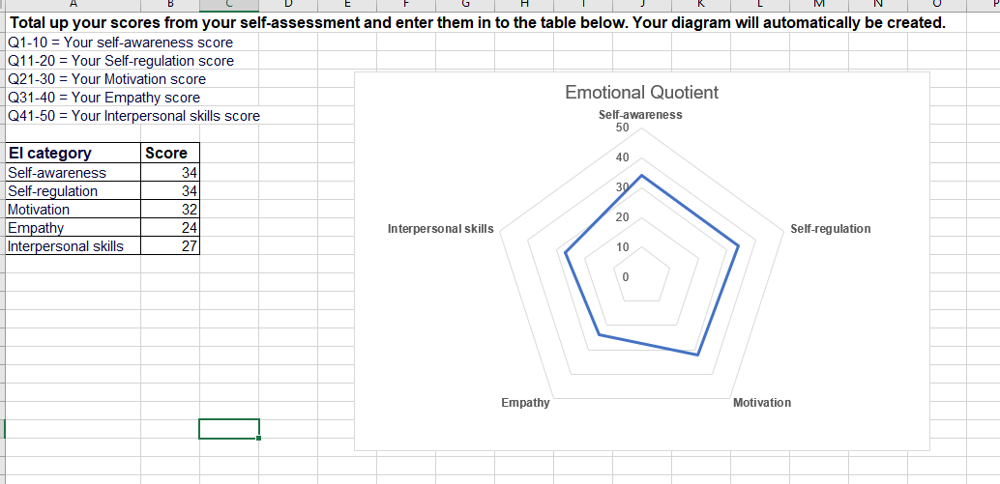 A B C D E F G H I J K L M N O P
Total up your scores from your self-assessment and enter them in to the table below. Your diagram will automatically be created.
Q1-10 = Your self-awareness score
Q11-20 = Your Self-regulation score
Q21-30 = Your Motivation score
Q31-40 = Your Empathy score
Q41-50 = Your Interpersonal skills score
EI category Score
Self-awareness 34
Self-regulation 34
Motivation 32
Empathy 24
Interpersonal skills 27
Emotional Quotient
Self-awareness
50
40
30
20
10
0
Interpersonal skills
Self-regulation
Empathy
Motivation